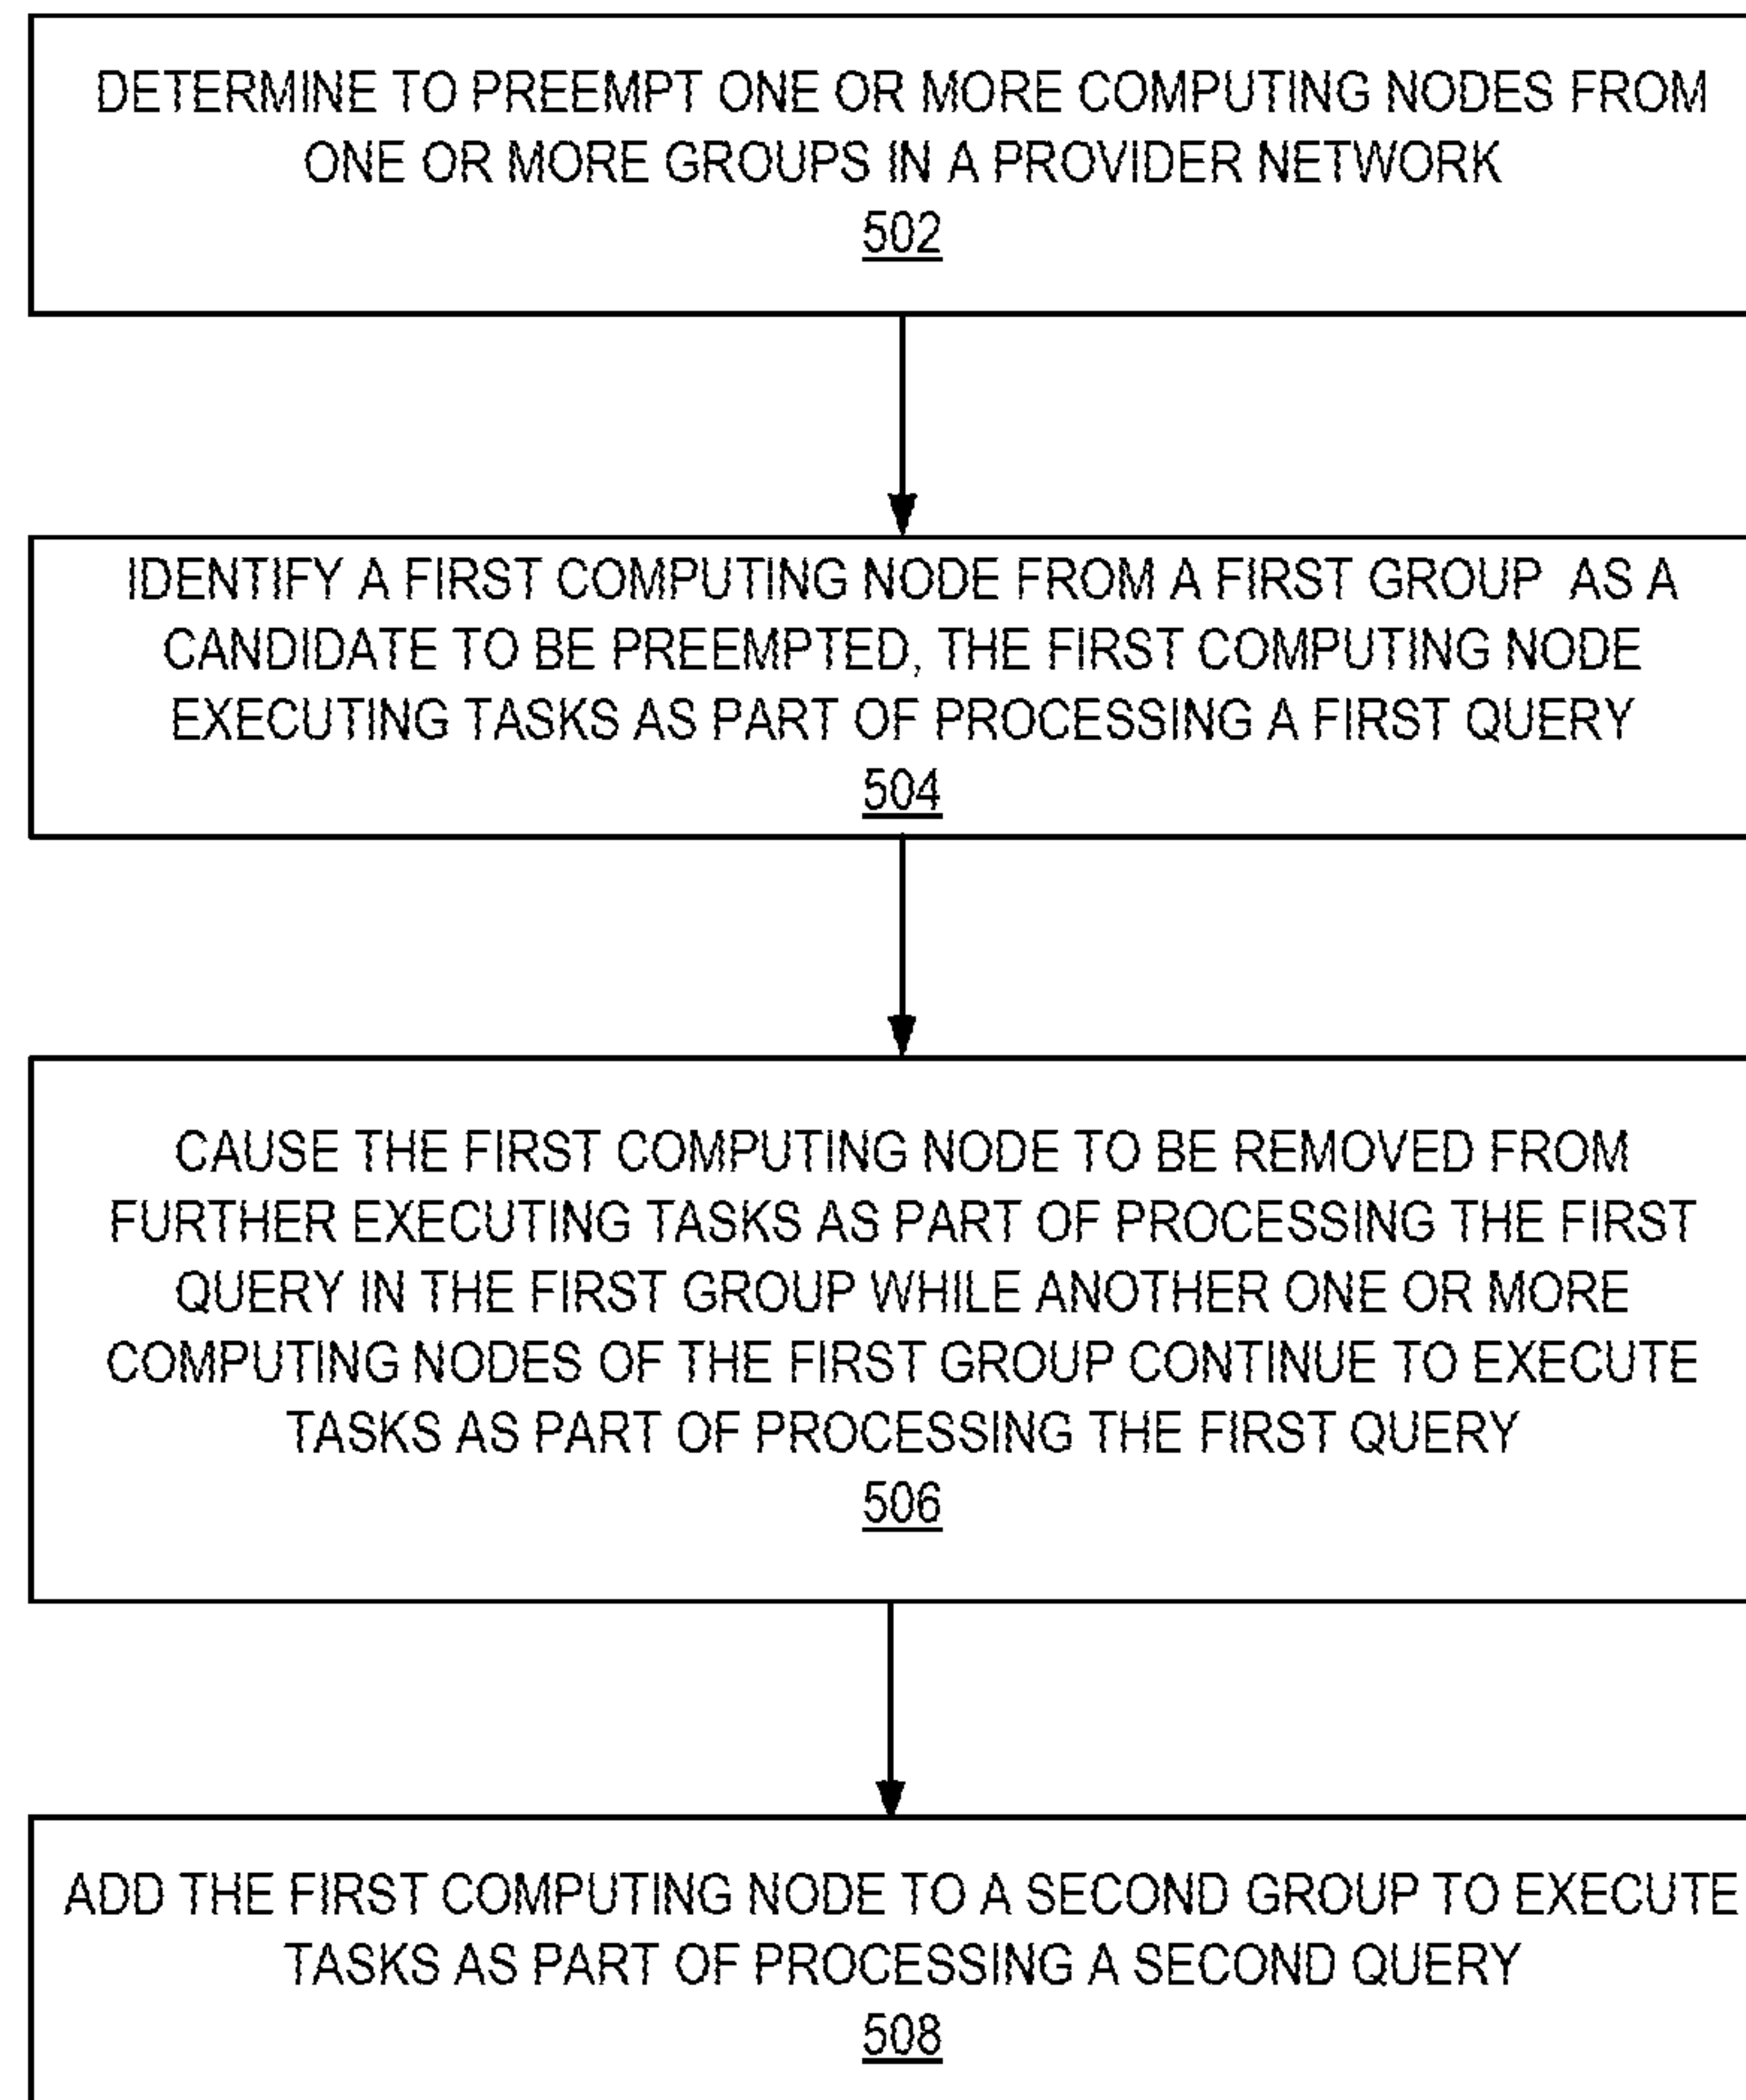 DETERMINE TO PREEMPT ONE OR MORE COMPUTING NODES FROM
ONE OR MORE GROUPS IN A PROVIDER NETWORK
502
IDENTIFY A FIRST COMPUTING NODE FROM A FIRST GROUP AS A
CANDIDATE TO BE PREEMPTED, THE FIRST COMPUTING NODE
EXECUTING TASKS AS PART OF PROCESSING A FIRST QUERY
504
CAUSE THE FIRST COMPUTING NODE TO BE REMOVED FROM
FURTHER EXECUTING TASKS AS PART OF PROCESSING THE FIRST
QUERY IN THE FIRST GROUP WHILE ANOTHER ONE OR MORE
COMPUTING NODES OF THE FIRST GROUP CONTINUE TO EXECUTE
TASKS AS PART OF PROCESSING THE FIRST QUERY
506
ADD THE FIRST COMPUTING NODE TO A SECOND GROUP TO EXECUTE
TASKS AS PART OF PROCESSING A SECOND QUERY
508